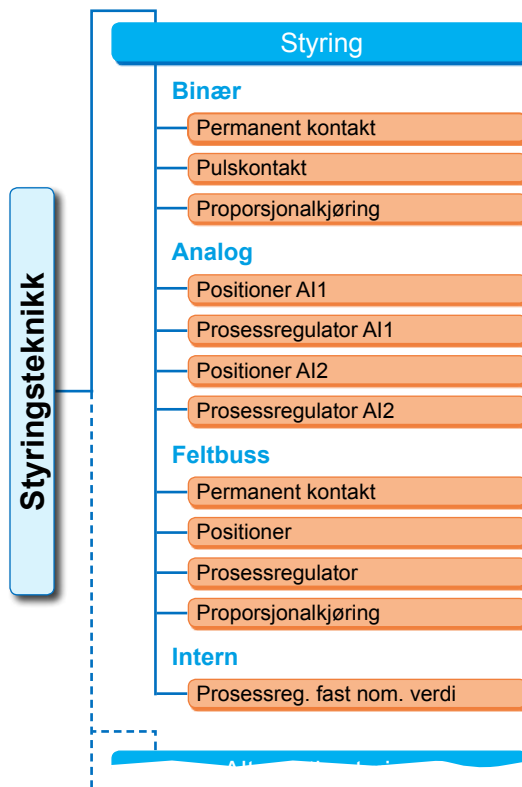 Styring
Binær
Permanent kontakt
Pulskontakt
Proporsjonalkjøring
Analog
Positioner AI1
Prosessregulator AI1
Positioner AI2
Prosessregulator AI2
Styringsteknikk
Feltbuss
Permanent kontakt
Positioner
Prosessregulator
Proporsjonalkjøring
Intern
Prosessreg. fast nom. verdi